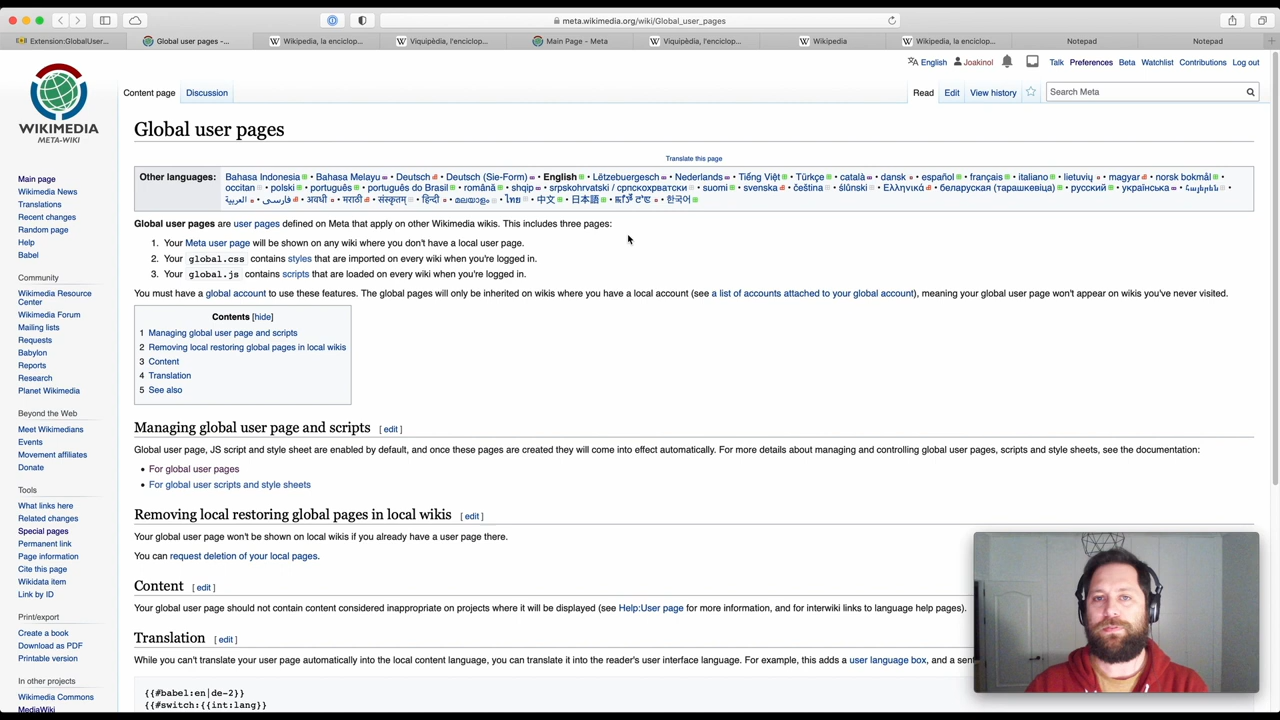 meta.wikimedia.org/wiki/Global_user_pages
Extension:GlobalUser...
Global user pages -...
Wikipedia, la enciclop...
Viquipèdia, l'enciclop...
Main Page - Meta
Viquipèdia, l'enciclop...
Wikipedia
Wikipedia, la enciclop...
Notepad
Notepad
English Joakinol Talk Preferences Beta Watchlist Contributions Log out
Content page Discussion Read Edit View history Search Meta
WIKIMEDIA
META-WIKI
Global user pages
Translate this page
Other languages: Bahasa Indonesia • Bahasa Melayu • Deutsch • Deutsch (Sie-Form) • English • Lëtzebuergesch • Nederlands • Tiếng Việt • Türkçe • català • dansk • español • français • italiano • lietuvių • magyar • norsk bokmål •
occitan • polski • português • português do Brasil • română • shqip • srpskohrvatski / српскохрватски • suomi • svenska • čeština • ślůnski • Ελληνικά • беларуская (тарашкевіца) • русский • українська • հայերեն •
العربية • فارسی • अवधी • मराठी • संस्कृतम् • हिन्दी • മലയാളം • ไทย • 中文 • 日本語 • 한국어
Main page
Wikimedia News
Translations
Recent changes
Random page
Help
Babel
Community
Wikimedia Resource
Center
Wikimedia Forum
Mailing lists
Requests
Babylon
Reports
Research
Planet Wikimedia
Beyond the Web
Meet Wikimedians
Events
Movement affiliates
Donate
Tools
What links here
Related changes
Special pages
Permanent link
Page information
Cite this page
Wikidata item
Link by ID
Print/export
Create a book
Download as PDF
Printable version
In other projects
Wikimedia Commons
MediaWiki
Global user pages are user pages defined on Meta that apply on other Wikimedia wikis. This includes three pages:
1. Your Meta user page will be shown on any wiki where you don't have a local user page.
2. Your global.css contains styles that are imported on every wiki when you're logged in.
3. Your global.js contains scripts that are loaded on every wiki when you're logged in.
You must have a global account to use these features. The global pages will only be inherited on wikis where you have a local account (see a list of accounts attached to your global account), meaning your global user page won't appear on wikis you've never visited.
Contents [hide]
1 Managing global user page and scripts
2 Removing local restoring global pages in local wikis
3 Content
4 Translation
5 See also
Managing global user page and scripts [ edit ]
Global user page, JS script and style sheet are enabled by default, and once these pages are created they will come into effect automatically. For more details about managing and controlling global user pages, scripts and style sheets, see the documentation:
• For global user pages
• For global user scripts and style sheets
Removing local restoring global pages in local wikis [ edit ]
Your global user page won't be shown on local wikis if you already have a user page there.
You can request deletion of your local pages.
Content [ edit ]
Your global user page should not contain content considered inappropriate on projects where it will be displayed (see Help:User page for more information, and for interwiki links to language help pages).
Translation [ edit ]
While you can't translate your user page automatically into the local content language, you can translate it into the reader's user interface language. For example, this adds a user language box, and a sent
{{#babel:en|de-2}}
{{#switch:{{int:lang}}